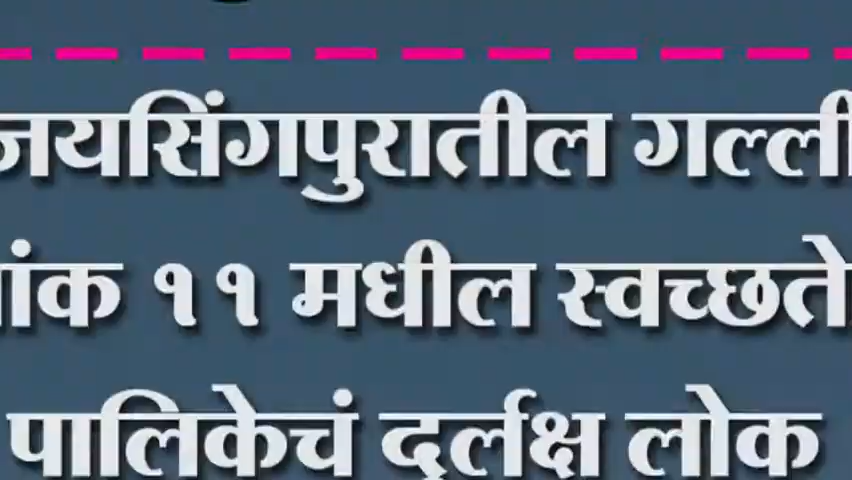 जयसिंगपुरातील गल्ली
ांक ११ मधील स्वच्छते
पालिकेचं दुर्लक्ष लोक